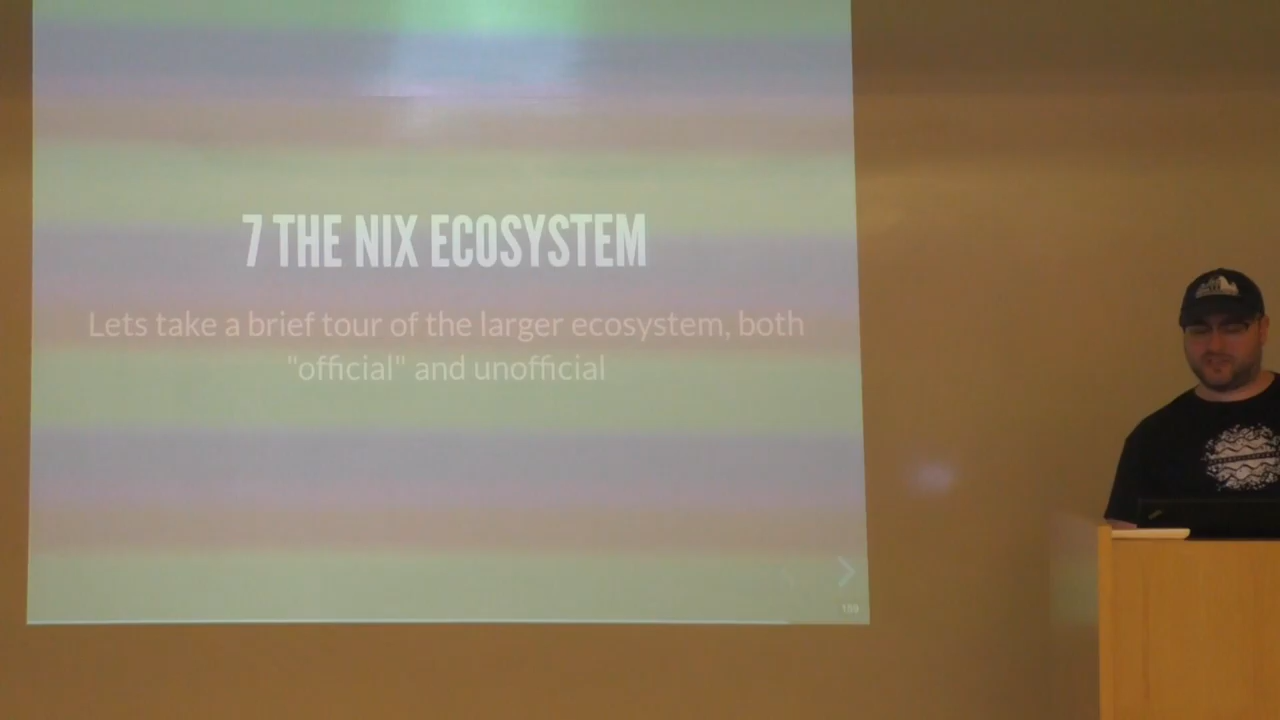 7 THE NIX ECOSYSTEM
Lets take a brief tour of the larger ecosystem, both
"official" and unofficial